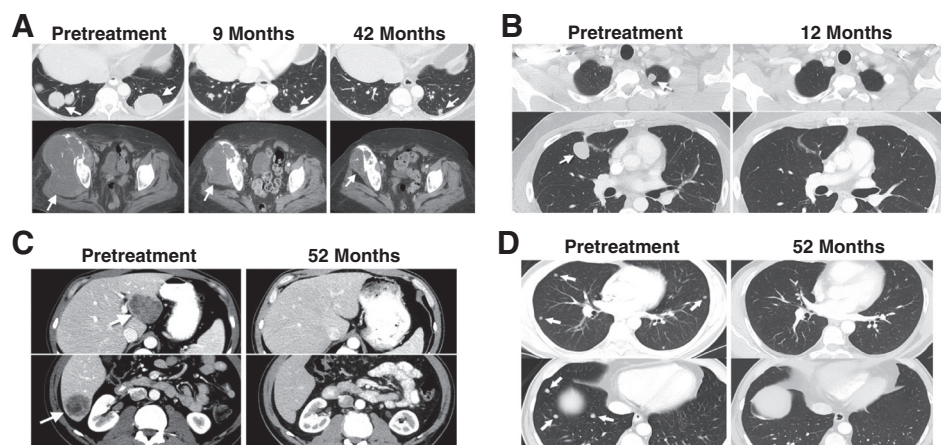 A
Pretreatment
9 Months
42 Months
B
Pretreatment
12 Months
C
Pretreatment
52 Months
D
Pretreatment
52 Months